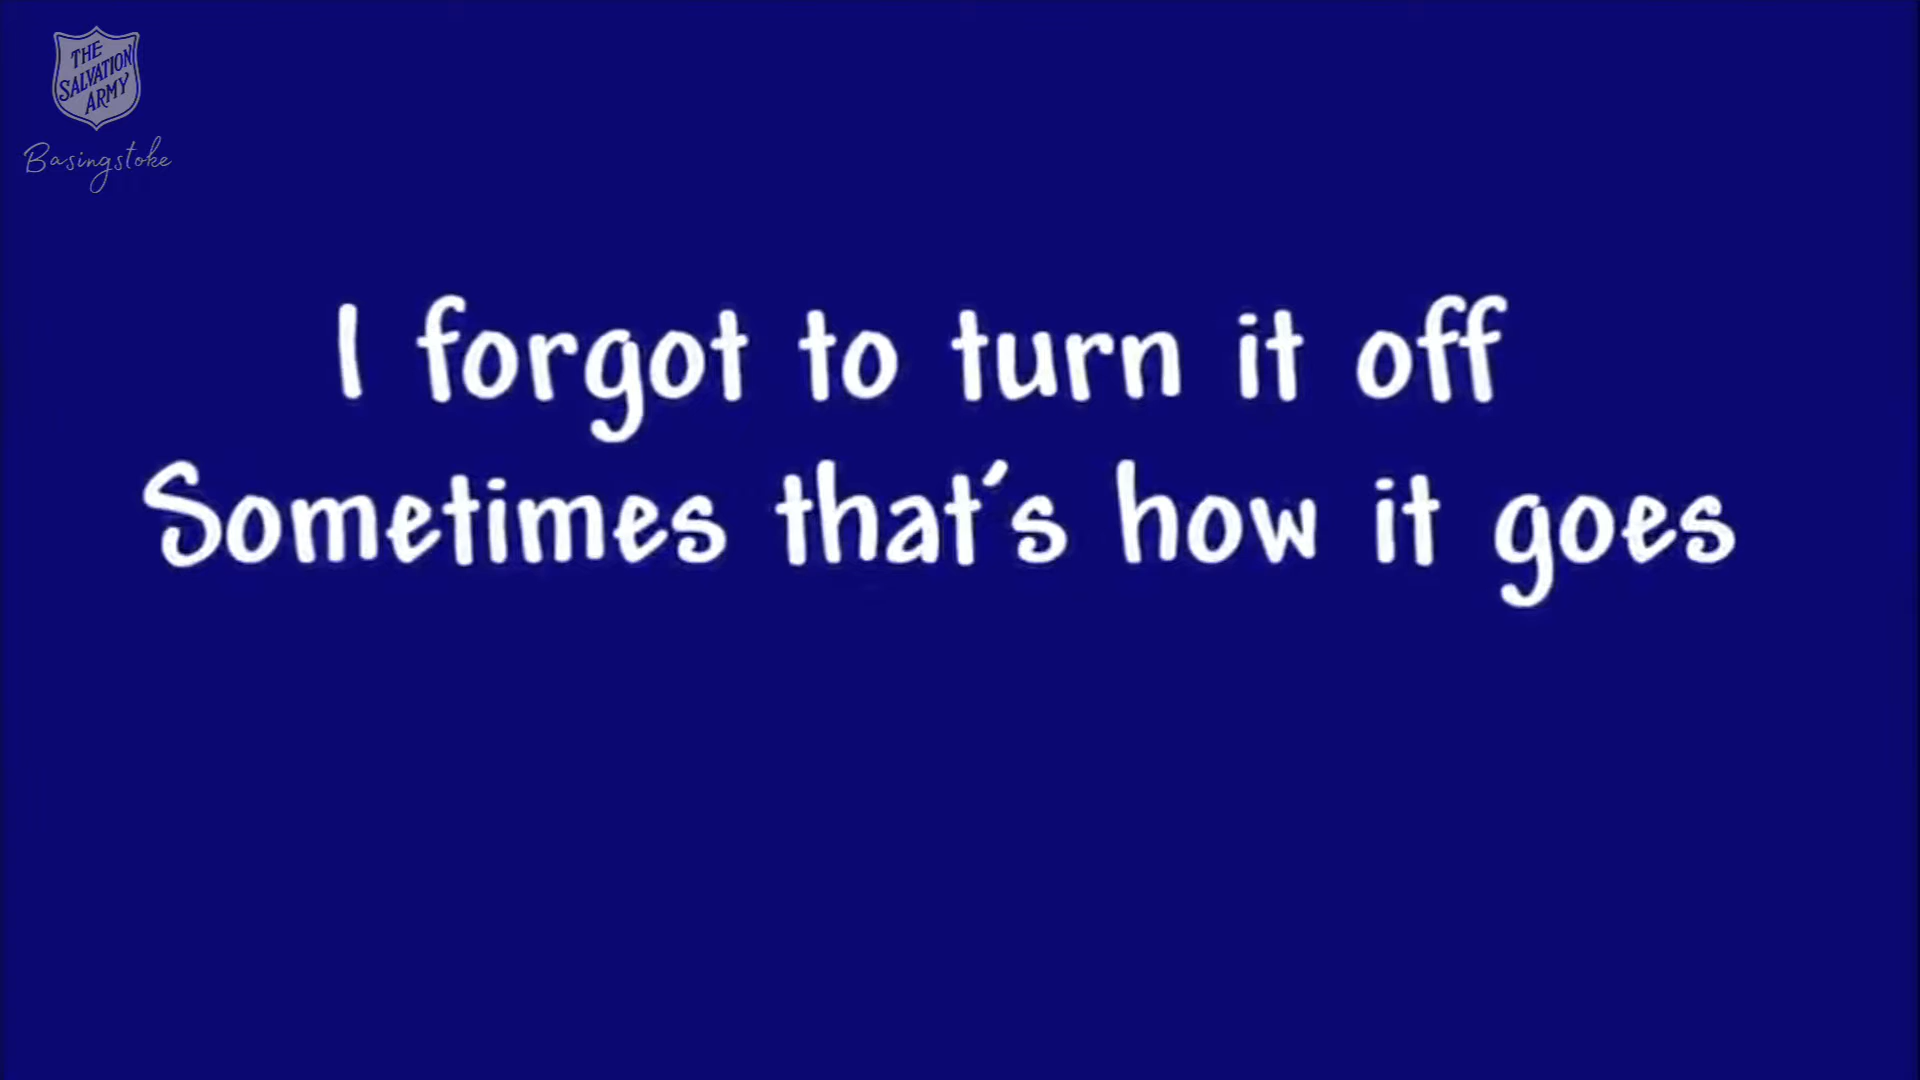 THE
SALVATION
ARMY
Basingstoke
I forgot to turn it off
Sometimes that's how it goes